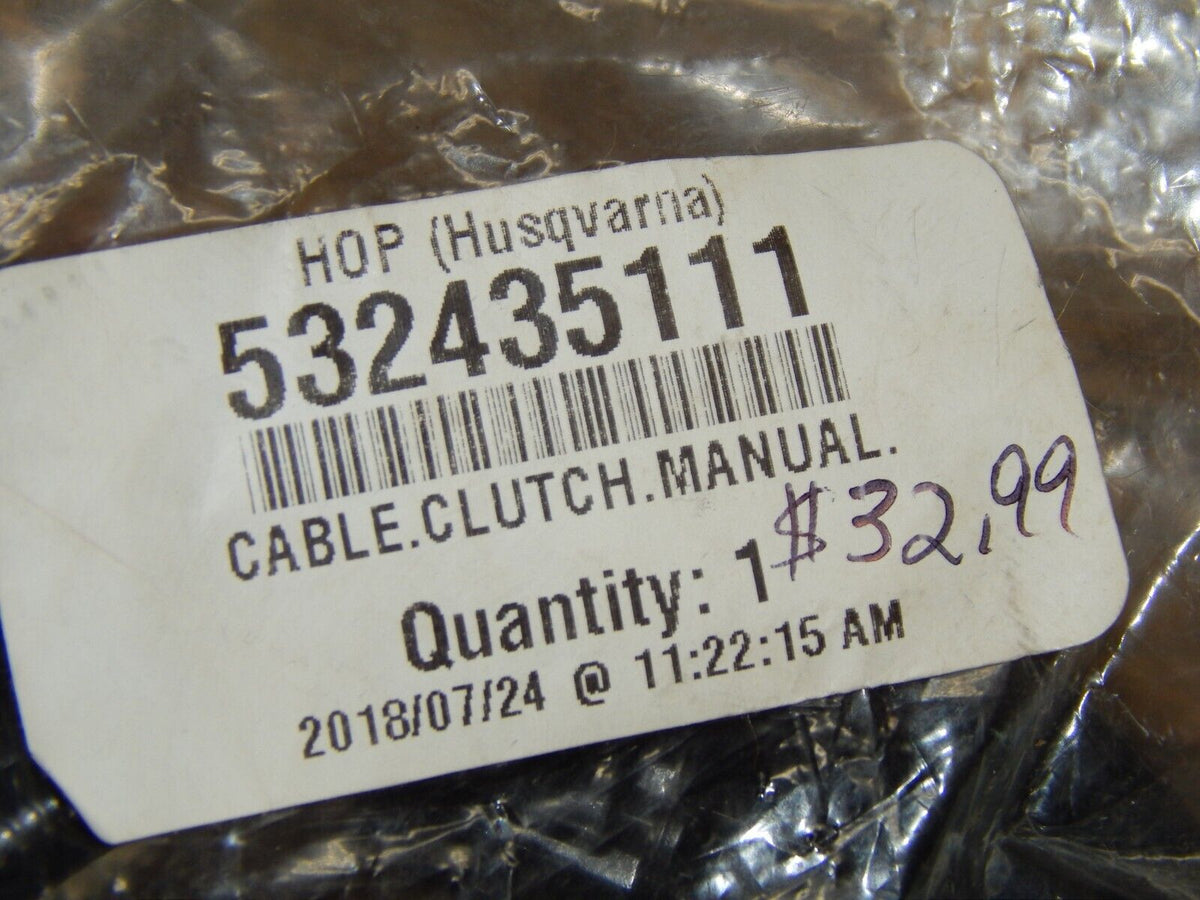 HOP (Husqvarna)
532435111
CABLE.CLUTCH.MANUAL.
$32.99
Quantity: 1
2018/07/24 @ 11:22:15 AM